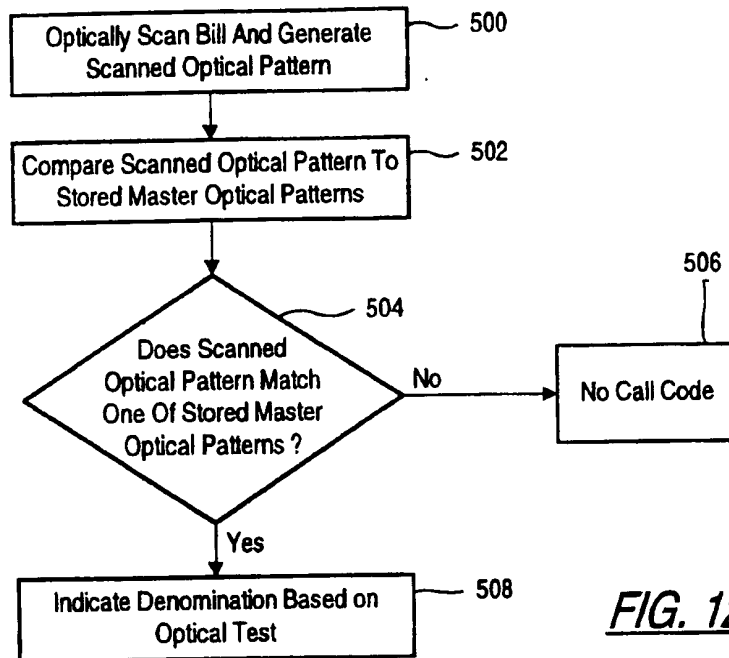 Optically Scan Bill And Generate
Scanned Optical Pattern
500
Compare Scanned Optical Pattern To
Stored Master Optical Patterns
502
Does Scanned
Optical Pattern Match
One Of Stored Master
Optical Patterns ?
504
No
506
No Call Code
Yes
Indicate Denomination Based on
Optical Test
508
FIG.